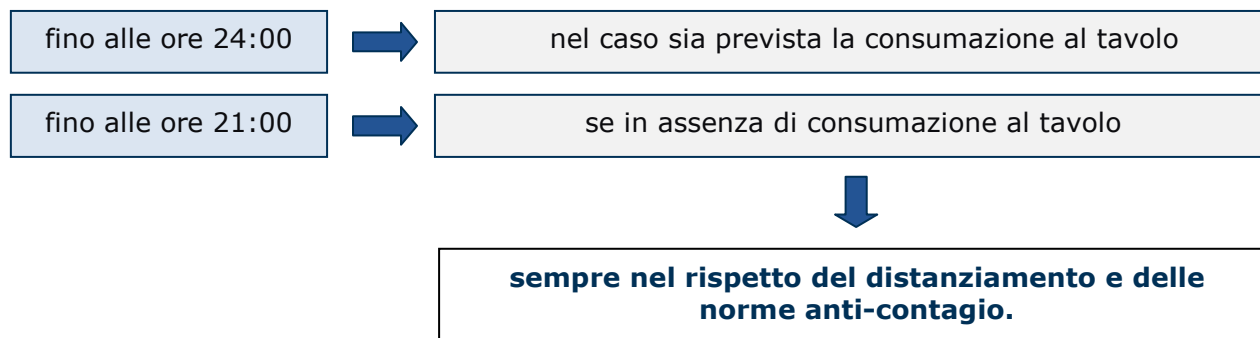 fino alle ore 24:00
nel caso sia prevista la consumazione al tavolo
fino alle ore 21:00
se in assenza di consumazione al tavolo
sempre nel rispetto del distanziamento e delle
norme anti-contagio.